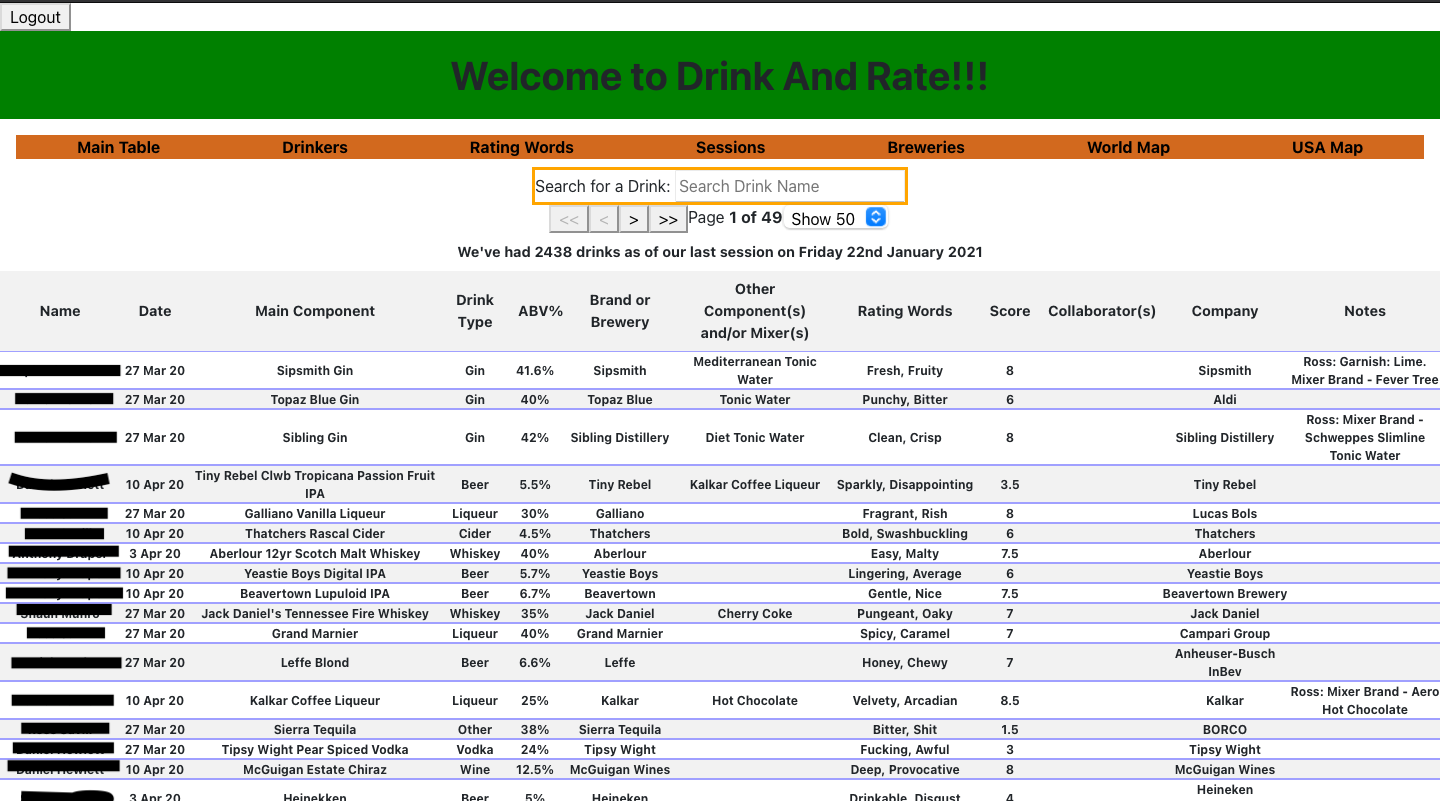 Logout
Welcome to Drink And Rate!!!
Main Table Drinkers Rating Words Sessions Breweries World Map USA Map
Search for a Drink: Search Drink Name
<< < > >> Page 1 of 49 Show 50
We've had 2438 drinks as of our last session on Friday 22nd January 2021
Name Date Main Component Drink Type ABV% Brand or Brewery Other Component(s) and/or Mixer(s) Rating Words Score Collaborator(s) Company Notes
27 Mar 20 Sipsmith Gin Gin 41.6% Sipsmith Mediterranean Tonic Water Fresh, Fruity 8 Sipsmith Ross: Garnish: Lime. Mixer Brand - Fever Tree
27 Mar 20 Topaz Blue Gin Gin 40% Topaz Blue Tonic Water Punchy, Bitter 6 Aldi
27 Mar 20 Sibling Gin Gin 42% Sibling Distillery Diet Tonic Water Clean, Crisp 8 Sibling Distillery Ross: Mixer Brand - Schweppes Slimline Tonic Water
10 Apr 20 Tiny Rebel Clwb Tropicana Passion Fruit IPA Beer 5.5% Tiny Rebel Kalkar Coffee Liqueur Sparkly, Disappointing 3.5 Tiny Rebel
27 Mar 20 Galliano Vanilla Liqueur Liqueur 30% Galliano Fragrant, Rish 8 Lucas Bols
10 Apr 20 Thatchers Rascal Cider Cider 4.5% Thatchers Bold, Swashbuckling 6 Thatchers
3 Apr 20 Aberlour 12yr Scotch Malt Whiskey Whiskey 40% Aberlour Easy, Malty 7.5 Aberlour
10 Apr 20 Yeastie Boys Digital IPA Beer 5.7% Yeastie Boys Lingering, Average 6 Yeastie Boys
10 Apr 20 Beavertown Lupuloid IPA Beer 6.7% Beavertown Gentle, Nice 7.5 Beavertown Brewery
27 Mar 20 Jack Daniel's Tennessee Fire Whiskey Whiskey 35% Jack Daniel Cherry Coke Pungeant, Oaky 7 Jack Daniel
27 Mar 20 Grand Marnier Liqueur 40% Grand Marnier Spicy, Caramel 7 Campari Group
27 Mar 20 Leffe Blond Beer 6.6% Leffe Honey, Chewy 7 Anheuser-Busch InBev
10 Apr 20 Kalkar Coffee Liqueur Liqueur 25% Kalkar Hot Chocolate Velvety, Arcadian 8.5 Kalkar Ross: Mixer Brand - Aero Hot Chocolate
27 Mar 20 Sierra Tequila Other 38% Sierra Tequila Bitter, Shit 1.5 BORCO
27 Mar 20 Tipsy Wight Pear Spiced Vodka Vodka 24% Tipsy Wight Fucking, Awful 3 Tipsy Wight
10 Apr 20 McGuigan Estate Chiraz Wine 12.5% McGuigan Wines Deep, Provocative 8 McGuigan Wines
3 Apr 20 Heinekken Beer 5% Heineken Drinkable, Disgust 4 Heineken